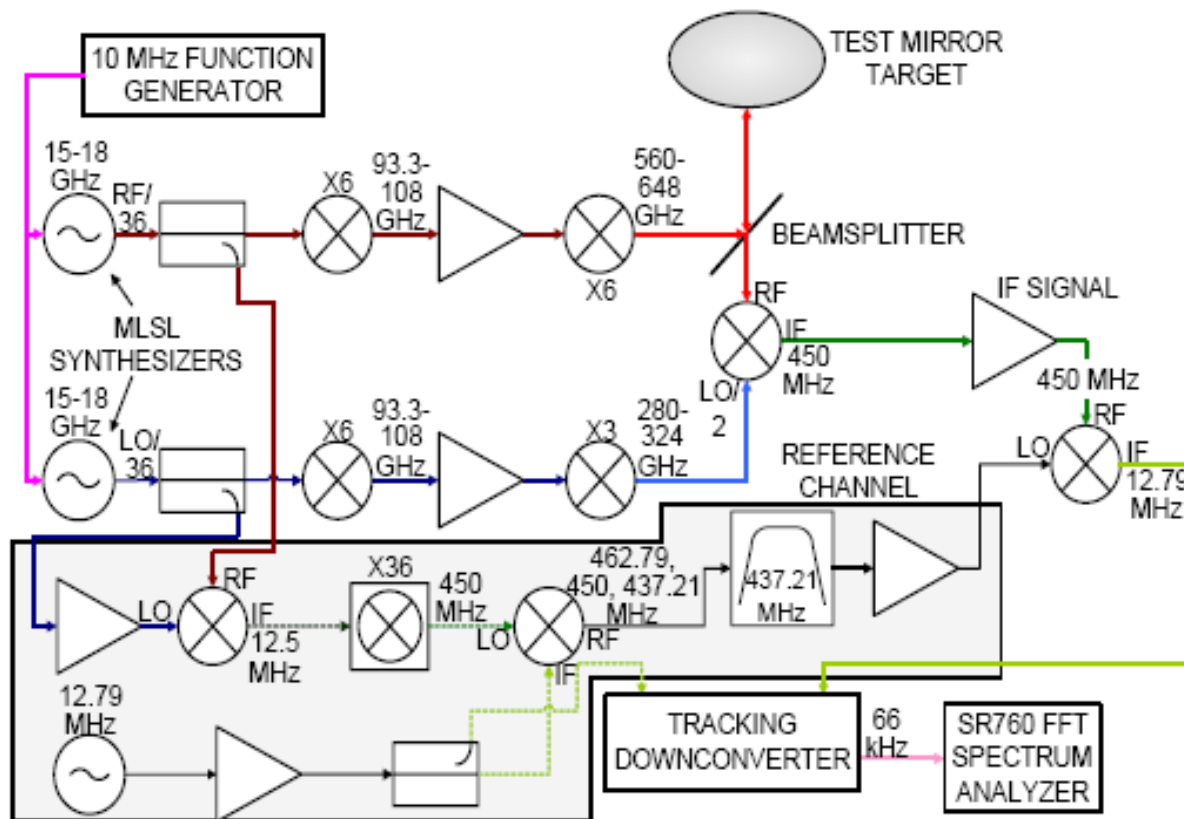 10 MHz FUNCTION
GENERATOR
TEST MIRROR
TARGET
15-18
GHz
RF/
36
X6
93.3-
108
GHz
X6
560-
648
GHz
BEAMSPLITTER
MLSL
SYNTHESIZERS
RF
IF
450
MHz
LO/
2
IF SIGNAL
450 MHz
RF
LO
IF
12.79
MHz
15-18
GHz
LO/
36
X6
93.3-
108
GHz
X3
280-
324
GHz
REFERENCE
CHANNEL
RF
LO
IF
12.5
MHz
X36
450
MHz
LO
462.79,
450, 437.21
MHz
RF
IF
437.21
MHz
12.79
MHz
TRACKING
DOWNCONVERTER
66
kHz
SR760 FFT
SPECTRUM
ANALYZER